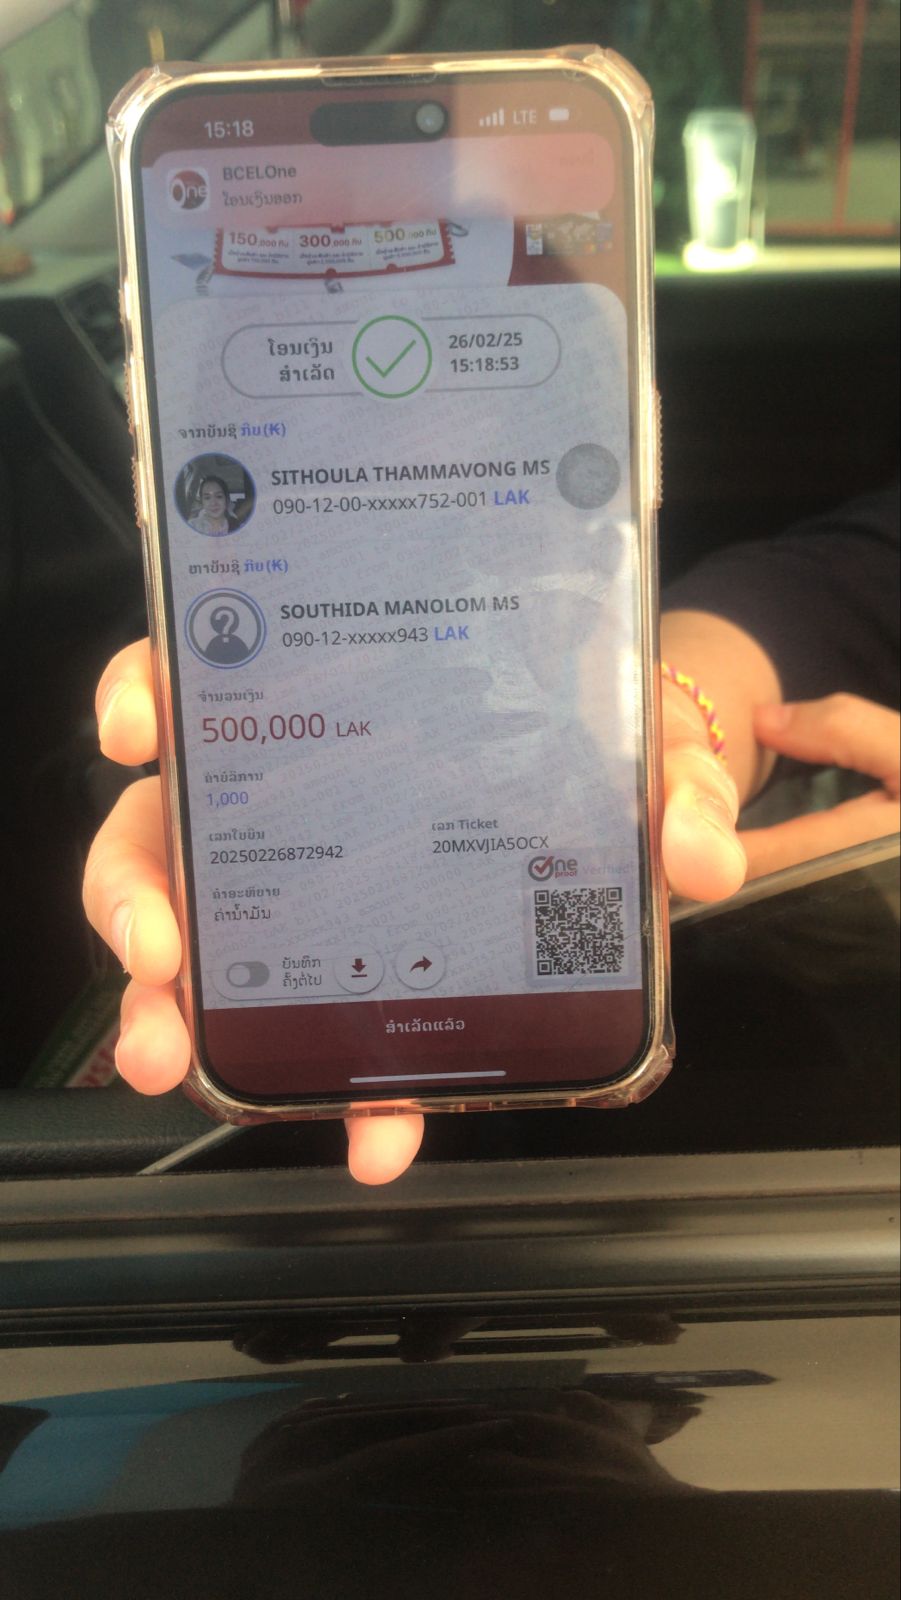 15:18
LTE
BCELOne
ໂອນເງິນອອກ
150,000 ກີບ
300,000 ກີບ
500,000 ກີບ
ໂອນເງິນ
ສຳເລັດ
26/02/25
15:18:53
ຈາກບັນຊີ ກີບ(₭)
SITHOULA THAMMAVONG MS
090-12-00-xxxxx752-001 LAK
ຫາບັນຊີ ກີບ(₭)
SOUTHIDA MANOLOM MS
090-12-xxxxx943 LAK
ຈຳນວນເງິນ
500,000 LAK
ຄ່າບໍລິການ
1,000
ເລກໃບບິນ
20250226872942
ເລກ Ticket
20MXVJIA5OCX
One proof Verified
ຄຳອະທິບາຍ
ຄ່ານ້ຳມັນ
ບັນທຶກ
ຄັ້ງຕໍ່ໄປ
ສຳເລັດແລ້ວ